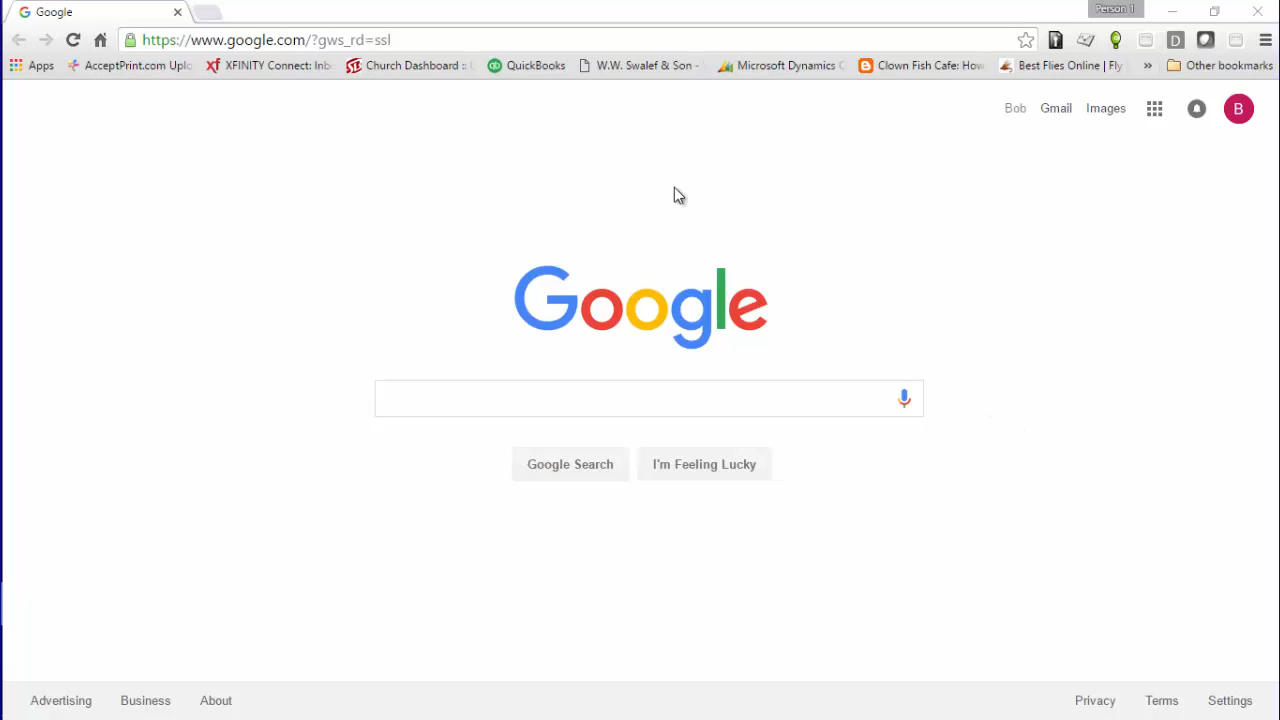 Google
Person 1
https://www.google.com/?gws_rd=ssl
D
Apps
AcceptPrint.com Uplo
XFINITY Connect: Inb
Church Dashboard ::
QuickBooks
W.W. Swalef & Son -
Microsoft Dynamics
Clown Fish Cafe: How
Best Flies Online | Fly
»
Other bookmarks
Bob
Gmail
Images
B
Google
Google Search
I'm Feeling Lucky
Advertising
Business
About
Privacy
Terms
Settings